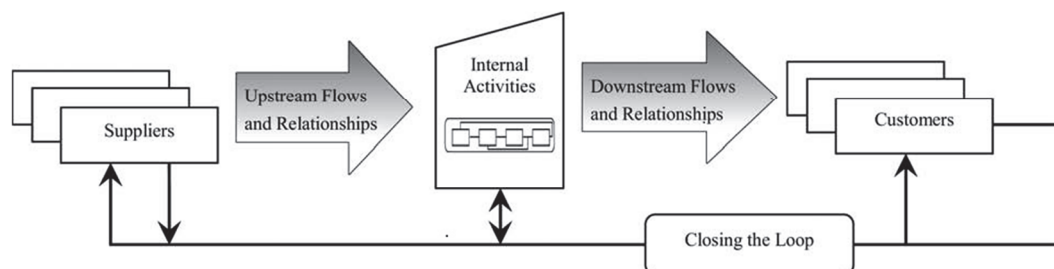 Suppliers
Upstream Flows
and Relationships
Internal
Activities
Downstream Flows
and Relationships
Customers
Closing the Loop